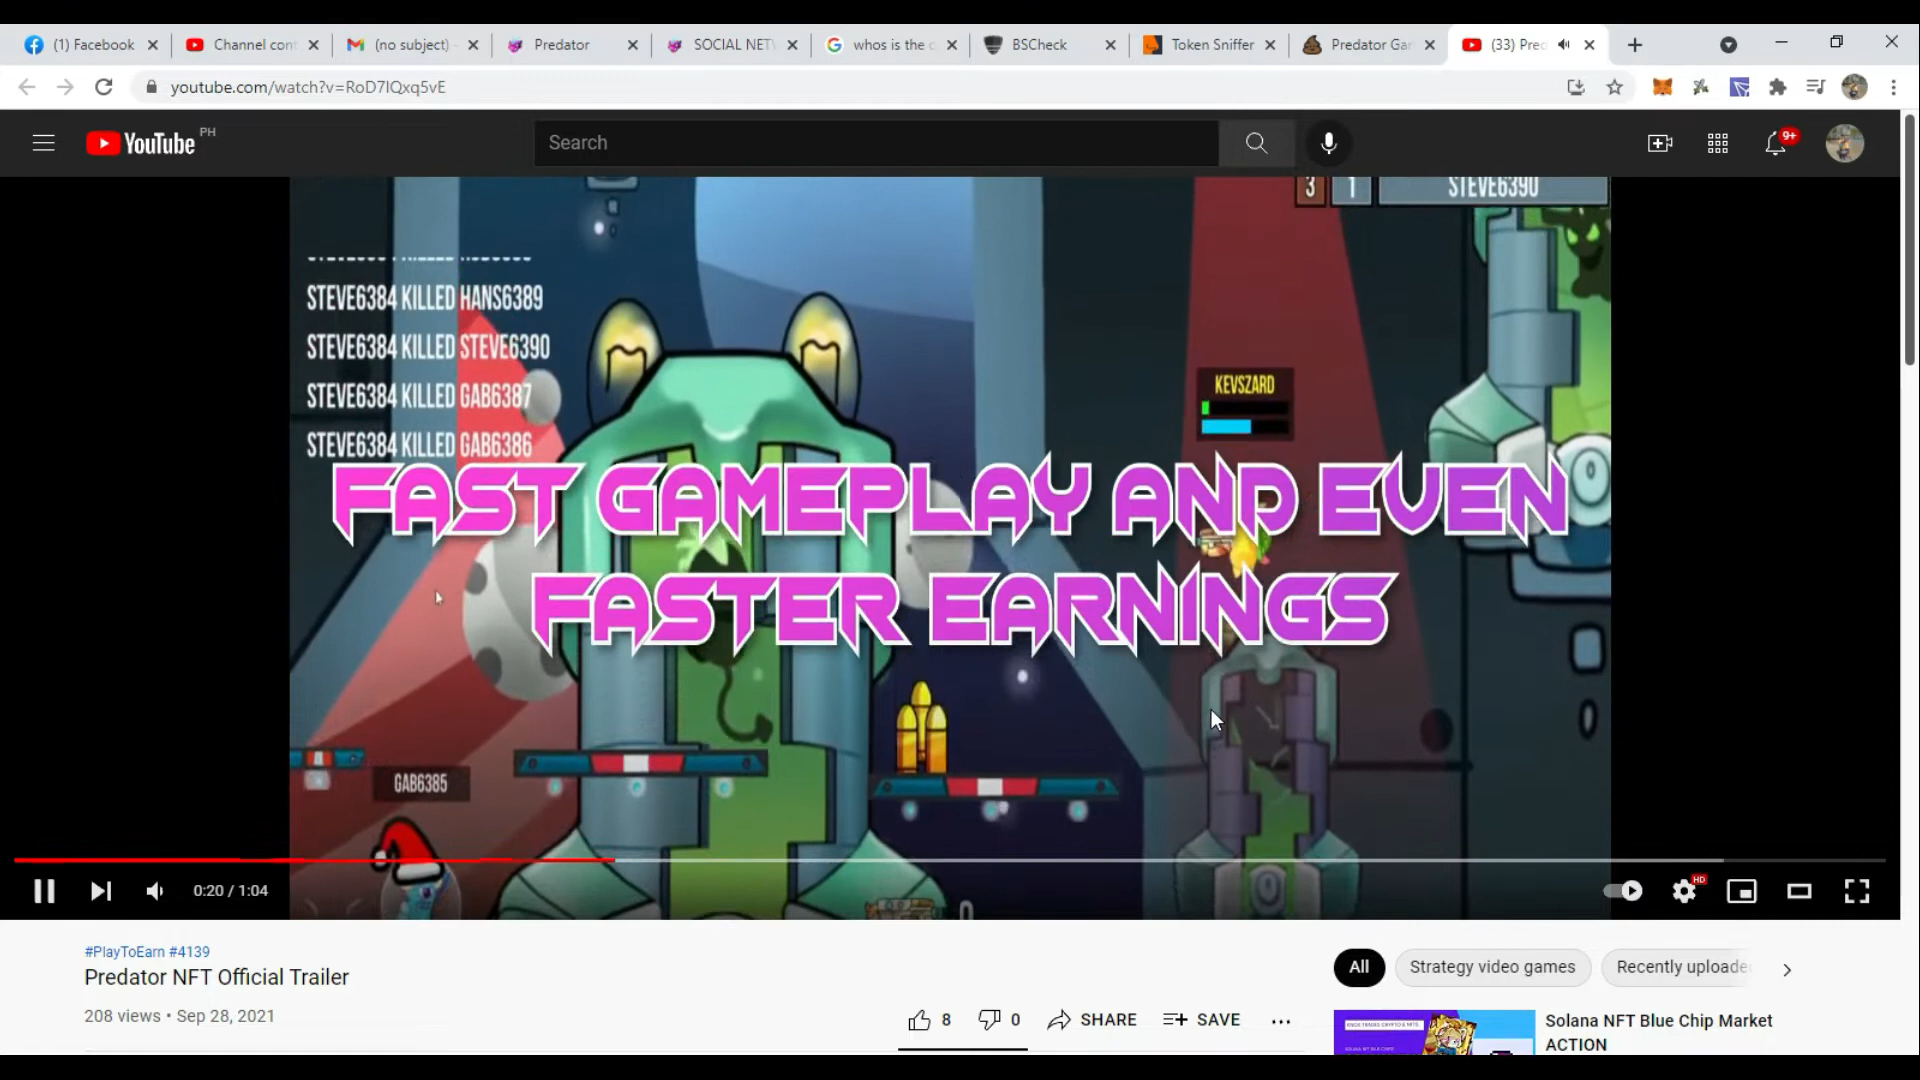 (1) Facebook
Channel cont
(no subject)
Predator
SOCIAL NET
whos is the
BSCheck
Token Sniffer
Predator Gar
(33) Pred
youtube.com/watch?v=RoD7IQxq5vE
YouTube PH
Search
9+
3 1 STEVE6390
STEVE6384 KILLED HANS6389
STEVE6384 KILLED STEVE6390
STEVE6384 KILLED GAB6387
STEVE6384 KILLED GAB6386
KEVSZARD
FAST GAMEPLAY AND EVEN
FASTER EARNINGS
GAB6385
0
0:20 / 1:04
HD
#PlayToEarn #4139
Predator NFT Official Trailer
208 views • Sep 28, 2021
8
0
SHARE
SAVE
All
Strategy video games
Recently uploade
Solana NFT Blue Chip Market
ACTION